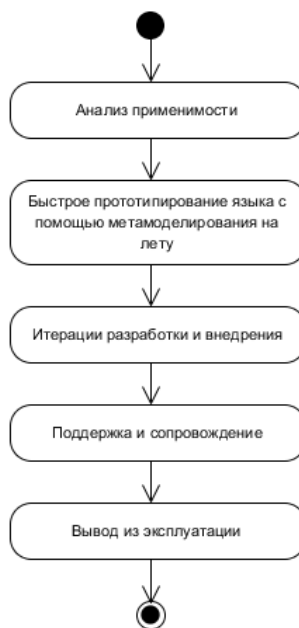 Анализ применимости
Быстрое прототипирование языка с
помощью метамоделирования на
лету
Итерации разработки и внедрения
Поддержка и сопровождение
Вывод из эксплуатации